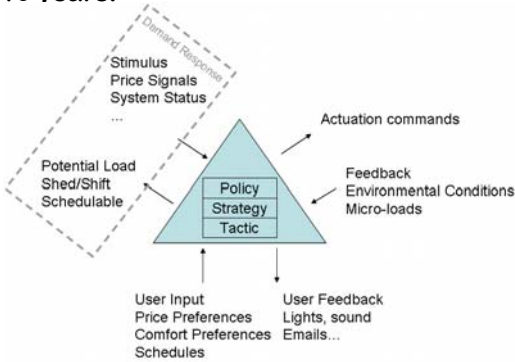 Demand Response
Stimulus
Price Signals
System Status
...
Actuation commands
Potential Load
Shed/Shift
Schedulable
Feedback
Environmental Conditions
Micro-loads
Policy
Strategy
Tactic
User Input
Price Preferences
Comfort Preferences
Schedules
User Feedback
Lights, sound
Emails...